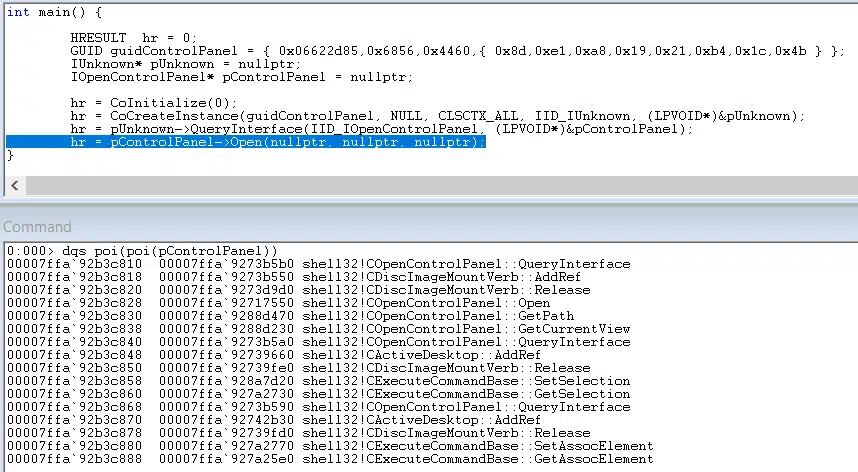 int main() {
HRESULT hr = 0;
GUID guidControlPanel = { 0x06622d85,0x6856,0x4460,{ 0x8d,0xe1,0xa8,0x19,0x21,0xb4,0x1c,0x4b } };
IUnknown* pUnknown = nullptr;
IOpenControlPanel* pControlPanel = nullptr;
hr = CoInitialize(0);
hr = CoCreateInstance(guidControlPanel, NULL, CLSCTX_ALL, IID_IUnknown, (LPVOID*)&pUnknown);
hr = pUnknown->QueryInterface(IID_IOpenControlPanel, (LPVOID*)&pControlPanel);
hr = pControlPanel->Open(nullptr, nullptr, nullptr);
}
Command
0:000> dqs poi(poi(pControlPanel))
00007ffa`92b3c810 00007ffa`9273b5b0 shell32!COpenControlPanel::QueryInterface
00007ffa`92b3c818 00007ffa`9273b550 shell32!CDiscImageMountVerb::AddRef
00007ffa`92b3c820 00007ffa`9273d9d0 shell32!CDiscImageMountVerb::Release
00007ffa`92b3c828 00007ffa`92717550 shell32!COpenControlPanel::Open
00007ffa`92b3c830 00007ffa`9288d470 shell32!COpenControlPanel::GetPath
00007ffa`92b3c838 00007ffa`9288d230 shell32!COpenControlPanel::GetCurrentView
00007ffa`92b3c840 00007ffa`9273b5a0 shell32!COpenControlPanel::QueryInterface
00007ffa`92b3c848 00007ffa`92739660 shell32!CActiveDesktop::AddRef
00007ffa`92b3c850 00007ffa`92739fe0 shell32!CDiscImageMountVerb::Release
00007ffa`92b3c858 00007ffa`928a7d20 shell32!CExecuteCommandBase::SetSelection
00007ffa`92b3c860 00007ffa`927a2730 shell32!CExecuteCommandBase::GetSelection
00007ffa`92b3c868 00007ffa`9273b590 shell32!COpenControlPanel::QueryInterface
00007ffa`92b3c870 00007ffa`92742b30 shell32!CActiveDesktop::AddRef
00007ffa`92b3c878 00007ffa`92739fd0 shell32!CDiscImageMountVerb::Release
00007ffa`92b3c880 00007ffa`927a2770 shell32!CExecuteCommandBase::SetAssocElement
00007ffa`92b3c888 00007ffa`927a25e0 shell32!CExecuteCommandBase::GetAssocElement